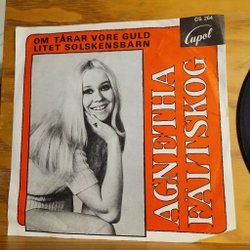 OM TÅRAR VORE GULD
LITET SOLSKENSBARN
CS 264
Cupol
AGNETHA
FÄLTSKOG